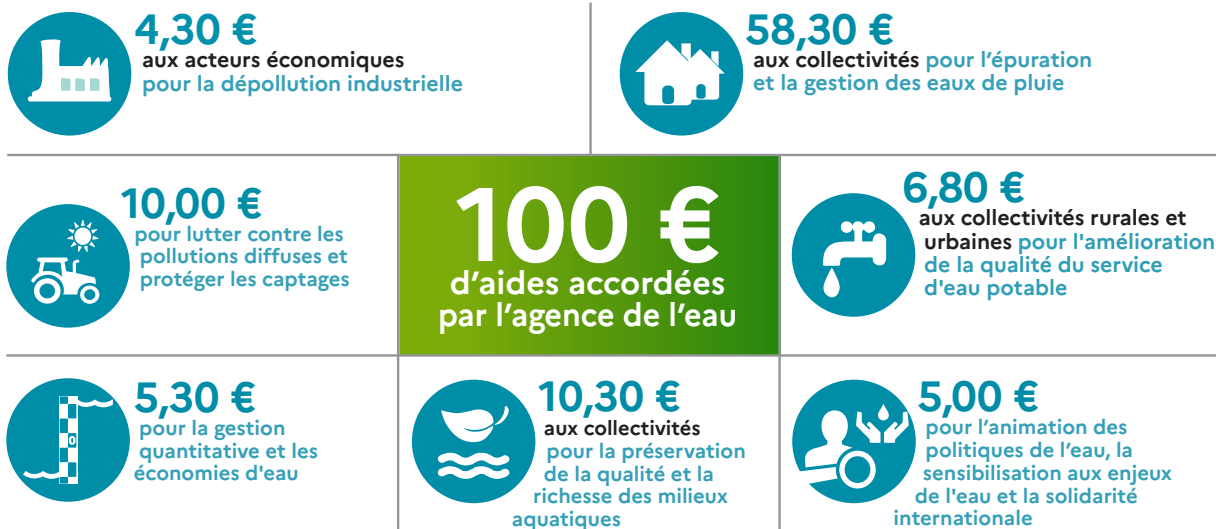 4,30 €
aux acteurs économiques
pour la dépollution industrielle
58,30 €
aux collectivités pour l'épuration
et la gestion des eaux de pluie
10,00 €
pour lutter contre les
pollutions diffuses et
protéger les captages
100 €
d'aides accordées
par l'agence de l'eau
6,80 €
aux collectivités rurales et
urbaines pour l'amélioration
de la qualité du service
d'eau potable
5,30 €
pour la gestion
quantitative et les
économies d'eau
10,30 €
aux collectivités
pour la préservation
de la qualité et la
richesse des milieux
aquatiques
5,00 €
pour l'animation des
politiques de l'eau, la
sensibilisation aux enjeux
de l'eau et la solidarité
internationale